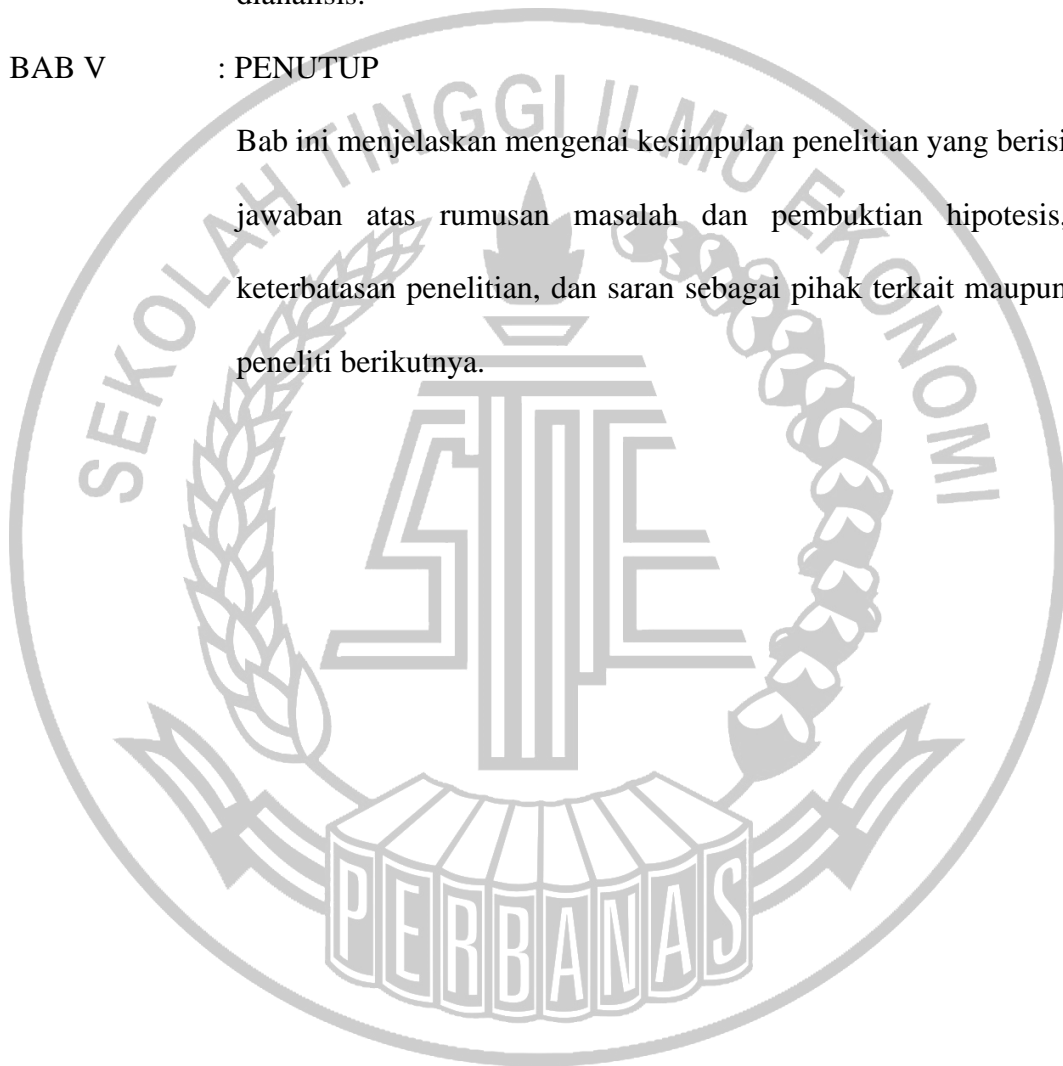 dianalisis.
BAB V : PENUTUP
Bab ini menjelaskan mengenai kesimpulan penelitian yang berisi
jawaban atas rumusan masalah dan pembuktian hipotesis,
keterbatasan penelitian, dan saran sebagai pihak terkait maupun
peneliti berikutnya.
SEKOLAH TINGGI ILMU EKONOMI
STIE
PERBANAS